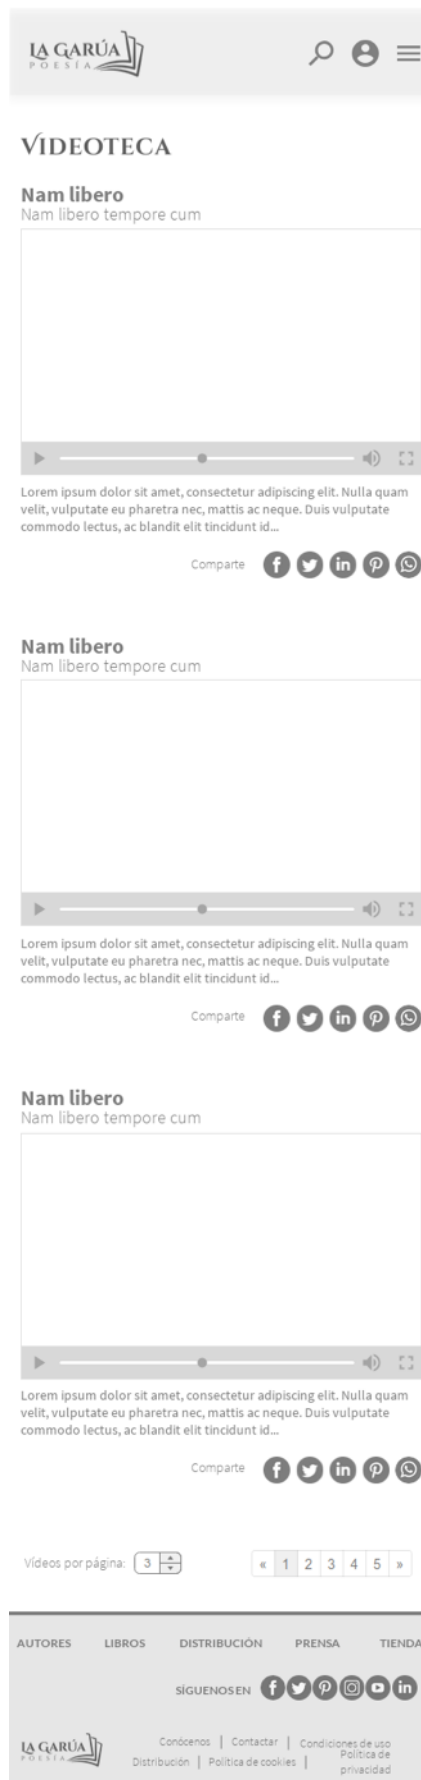 LA GARÚA
POESÍA
VIDEOTECA
Nam libero
Nam libero tempore cum
Lorem ipsum dolor sit amet, consectetur adipiscing elit. Nulla quam
velit, vulputate eu pharetra nec, mattis ac neque. Duis vulputate
commodo lectus, ac blandit elit tincidunt id...
Comparte
Nam libero
Nam libero tempore cum
Lorem ipsum dolor sit amet, consectetur adipiscing elit. Nulla quam
velit, vulputate eu pharetra nec, mattis ac neque. Duis vulputate
commodo lectus, ac blandit elit tincidunt id...
Comparte
Nam libero
Nam libero tempore cum
Lorem ipsum dolor sit amet, consectetur adipiscing elit. Nulla quam
velit, vulputate eu pharetra nec, mattis ac neque. Duis vulputate
commodo lectus, ac blandit elit tincidunt id...
Comparte
Vídeos por página: 3 « 1 2 3 4 5 »
AUTORES LIBROS DISTRIBUCIÓN PRENSA TIENDA
SÍGUENOS EN
LA GARÚA
POESÍA
Conócenos | Contactar | Condiciones de uso
Distribución | Política de cookies | Política de privacidad